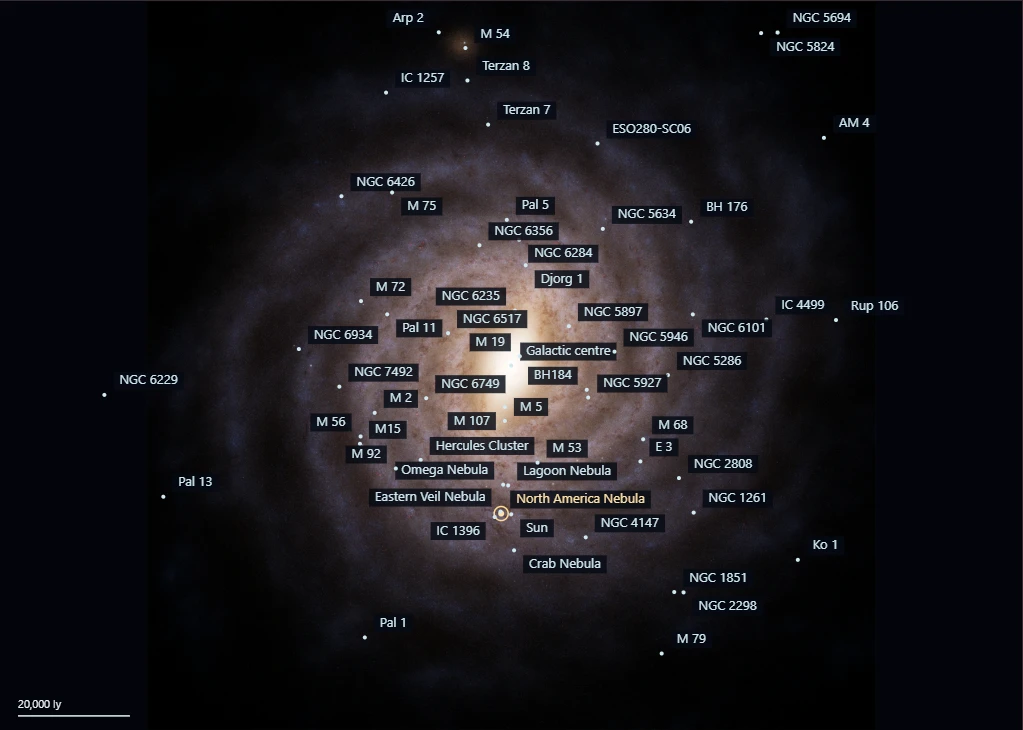 Arp 2
NGC 5694
M 54
NGC 5824
Terzan 8
IC 1257
Terzan 7
AM 4
ESO280-SC06
NGC 6426
M 75
Pal 5
BH 176
NGC 5634
NGC 6356
NGC 6284
Djorg 1
M 72
NGC 6235
IC 4499
Rup 106
NGC 5897
NGC 6517
Pal 11
NGC 6101
NGC 6934
NGC 5946
M 19
Galactic centre
NGC 5286
NGC 7492
BH184
NGC 6229
NGC 6749
NGC 5927
M 2
M 5
M 56
M 107
M 68
M15
Hercules Cluster
M 53
E 3
M 92
NGC 2808
Omega Nebula
Lagoon Nebula
Pal 13
Eastern Veil Nebula
North America Nebula
NGC 1261
NGC 4147
Sun
IC 1396
Ko 1
Crab Nebula
NGC 1851
NGC 2298
Pal 1
M 79
20,000 ly